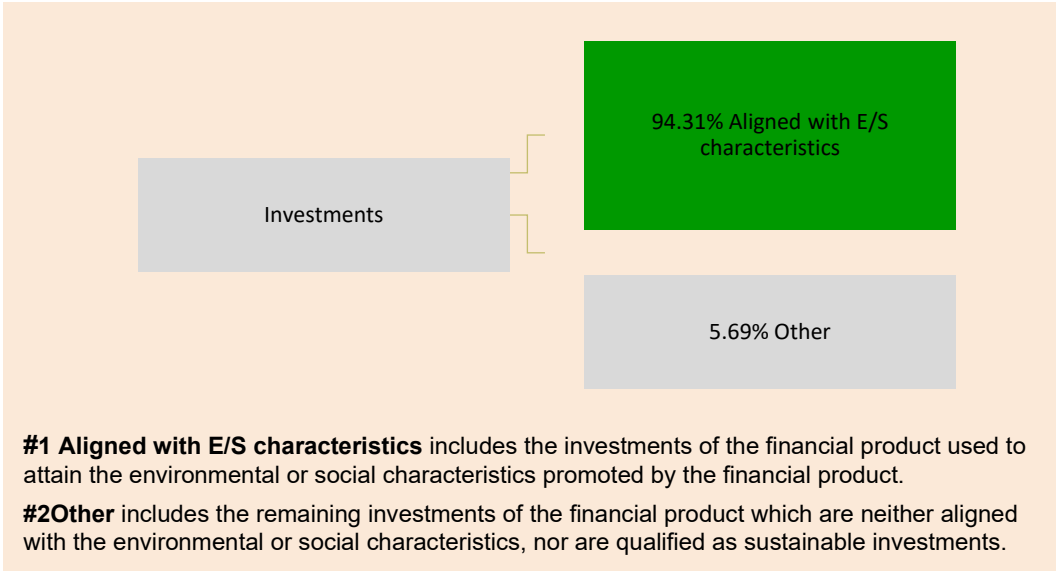 94.31% Aligned with E/S
characteristics
Investments
5.69% Other
#1 Aligned with E/S characteristics includes the investments of the financial product used to
attain the environmental or social characteristics promoted by the financial product.
#2Other includes the remaining investments of the financial product which are neither aligned
with the environmental or social characteristics, nor are qualified as sustainable investments.